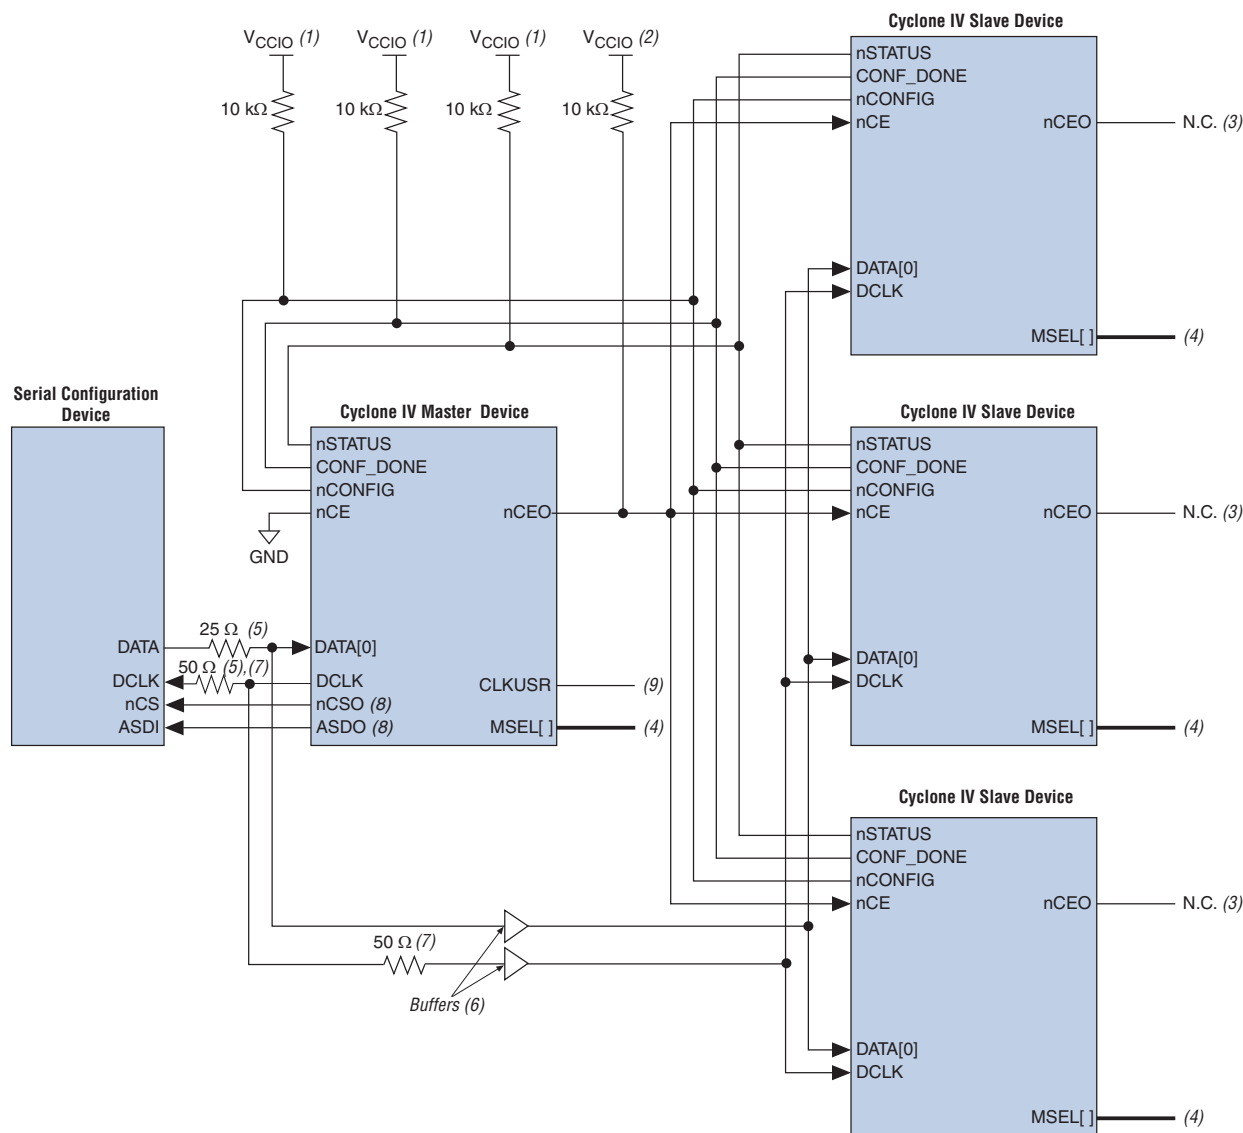 Cyclone IV Slave Device
VCCIO (1)
VCCIO (1)
VCCIO (1)
VCCIO (2)
10 kΩ
10 kΩ
10 kΩ
10 kΩ
nSTATUS
CONF_DONE
nCONFIG
nCE
nCEO
N.C. (3)
DATA[0]
DCLK
MSEL[ ]
(4)
Serial Configuration
Device
DATA
DCLK
nCS
ASDI
25 Ω (5)
50 Ω (5),(7)
Cyclone IV Master Device
nSTATUS
CONF_DONE
nCONFIG
nCE
GND
nCEO
DATA[0]
DCLK
nCSO (8)
ASDO (8)
CLKUSR
(9)
MSEL[ ]
(4)
Cyclone IV Slave Device
nSTATUS
CONF_DONE
nCONFIG
nCE
nCEO
N.C. (3)
DATA[0]
DCLK
MSEL[ ]
(4)
50 Ω (7)
Buffers (6)
Cyclone IV Slave Device
nSTATUS
CONF_DONE
nCONFIG
nCE
nCEO
N.C. (3)
DATA[0]
DCLK
MSEL[ ]
(4)